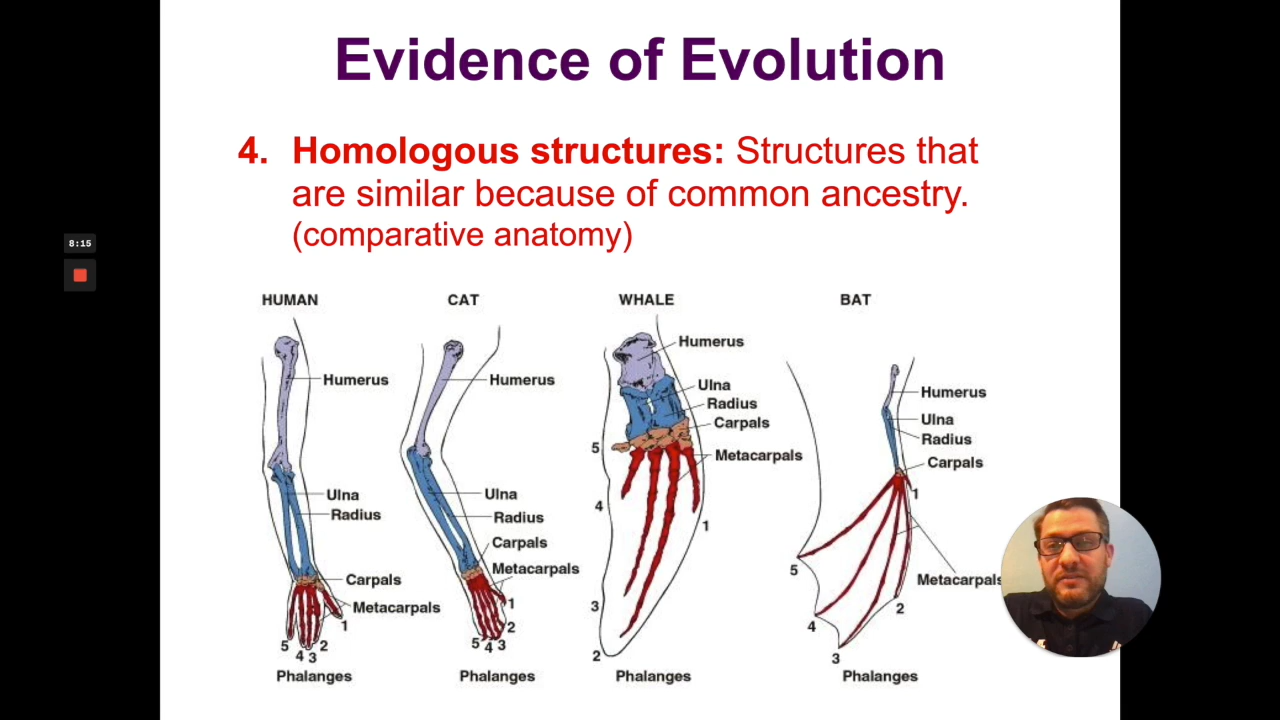 Evidence of Evolution
4. Homologous structures: Structures that
are similar because of common ancestry.
(comparative anatomy)
8:15
HUMAN
Humerus
Ulna
Radius
Carpals
Metacarpals
1
2
3
4
5
Phalanges
CAT
Humerus
Ulna
Radius
Carpals
Metacarpals
1
2
3
4
5
Phalanges
WHALE
Humerus
Ulna
Radius
Carpals
Metacarpals
5
4
1
3
2
Phalanges
BAT
Humerus
Ulna
Radius
Carpals
1
Metacarpals
5
2
4
3
Phalanges